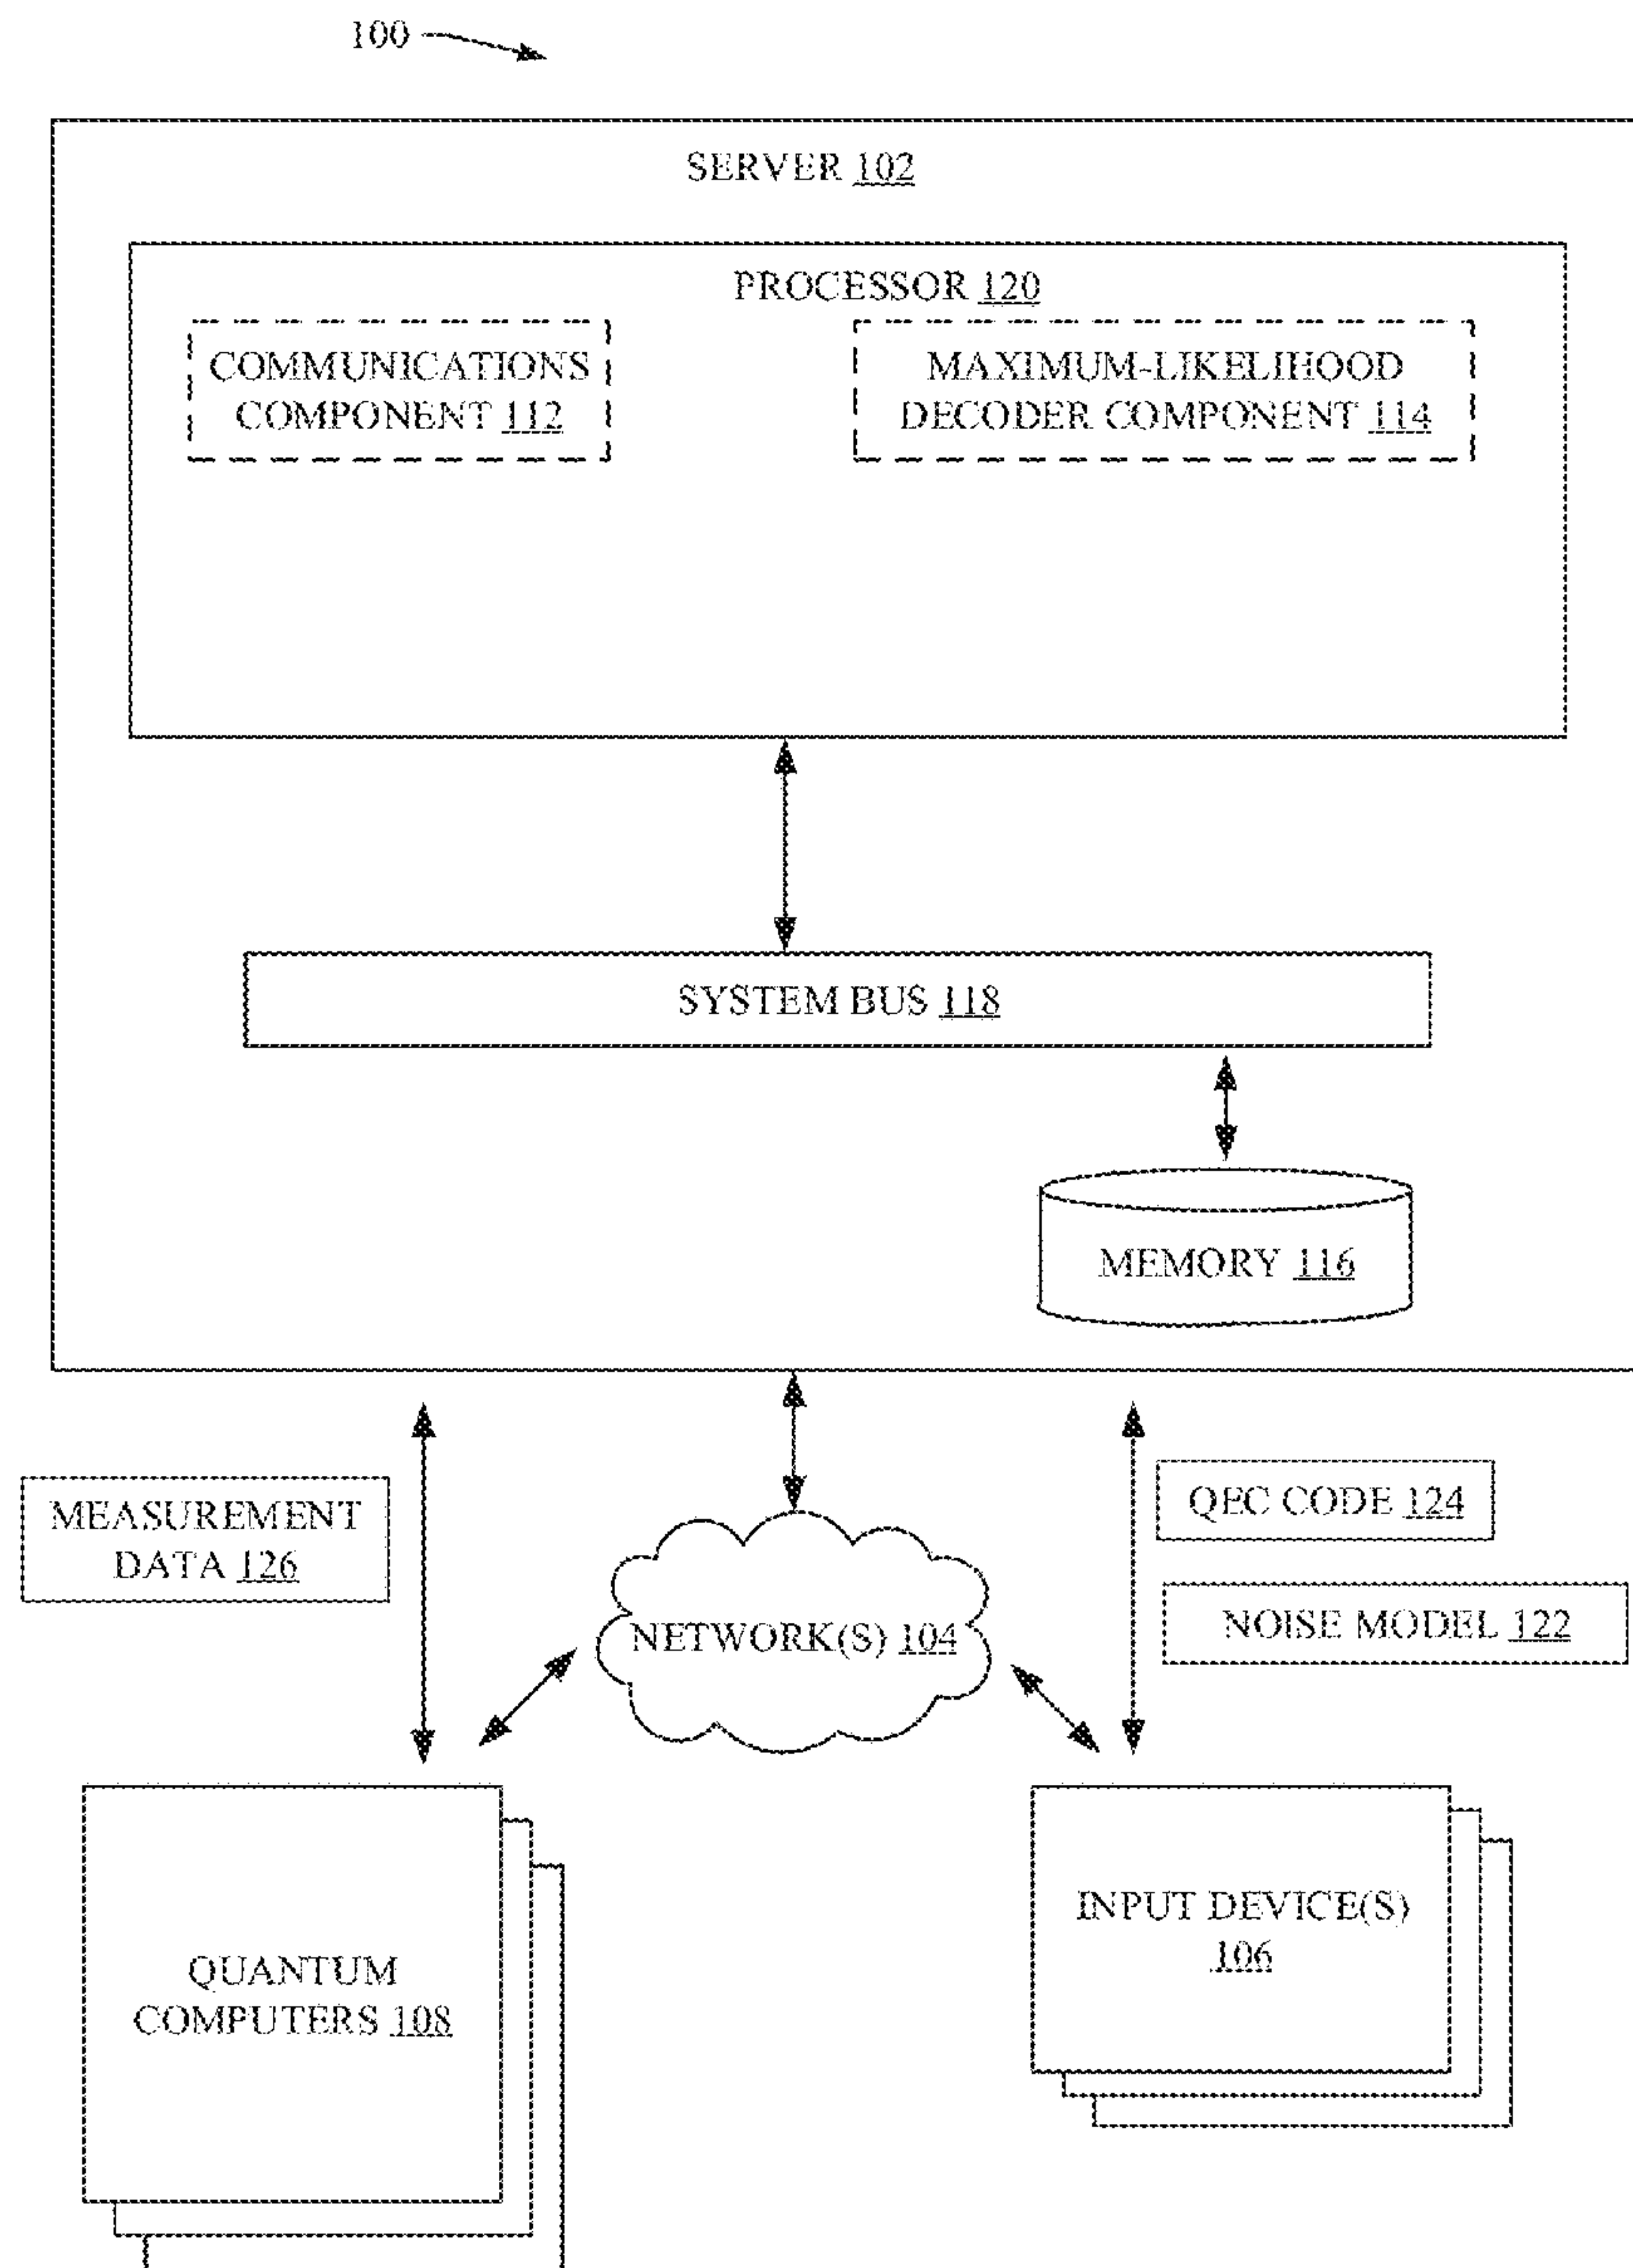 100
SERVER 102
PROCESSOR 120
COMMUNICATIONS
COMPONENT 112
MAXIMUM-LIKELIHOOD
DECODER COMPONENT 114
SYSTEM BUS 118
MEMORY 116
MEASUREMENT
DATA 126
QEC CODE 124
NOISE MODEL 122
NETWORK(S) 104
QUANTUM
COMPUTERS 108
INPUT DEVICE(S)
106